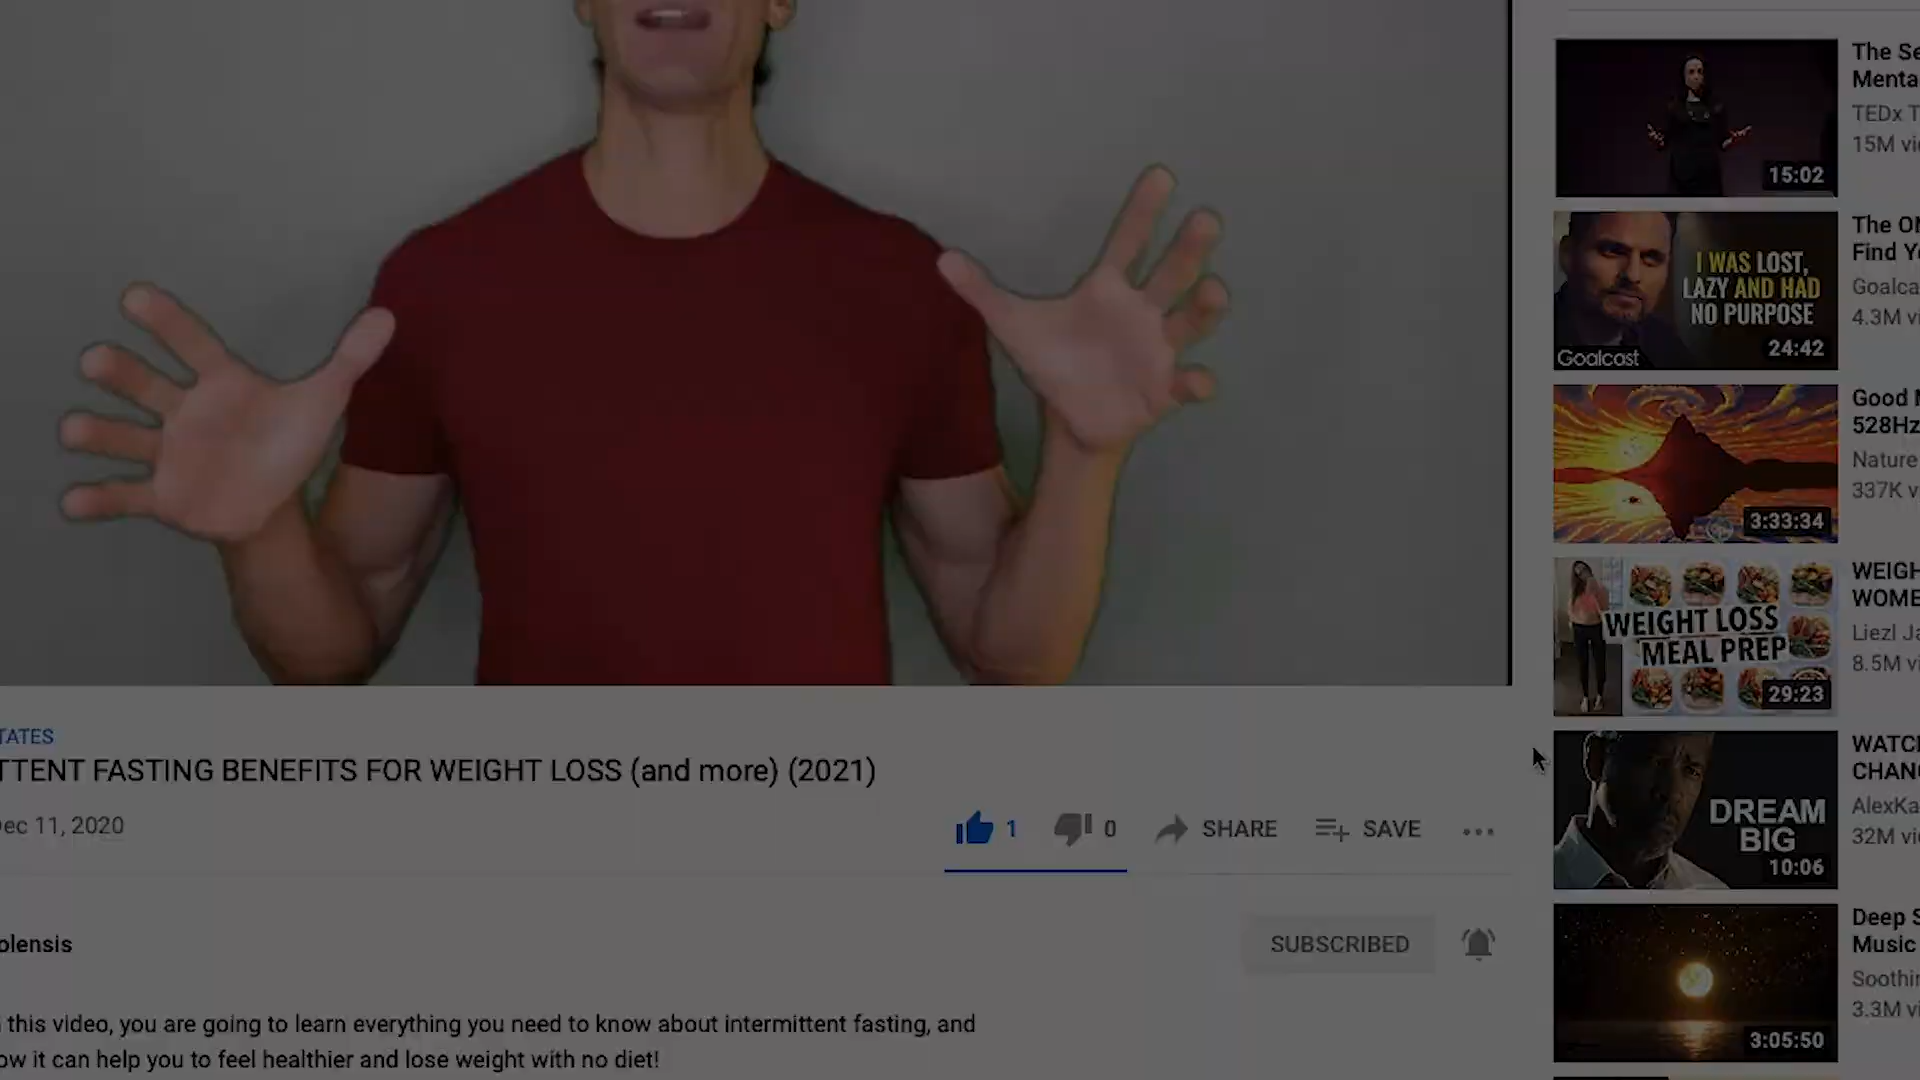 TATES
TTENT FASTING BENEFITS FOR WEIGHT LOSS (and more) (2021)
Dec 11, 2020
1
0
SHARE
SAVE
olensis
SUBSCRIBED
this video, you are going to learn everything you need to know about intermittent fasting, and
ow it can help you to feel healthier and lose weight with no diet!
15:02
The Se
Menta
TEDx T
15M vi
I WAS LOST,
LAZY AND HAD
NO PURPOSE
Goalcast
24:42
The O
Find Y
Goalca
4.3M vi
3:33:34
Good
528Hz
Nature
337K v
WEIGHT LOSS
MEAL PREP
29:23
WEIGH
WOME
Liezl Ja
8.5M vi
DREAM
BIG
10:06
WATC
CHANG
AlexKa
32M vi
3:05:50
Deep S
Music
Soothin
3.3M vi